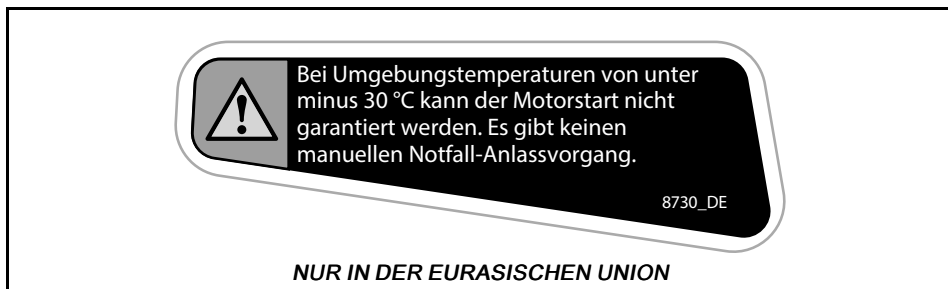 Bei Umgebungstemperaturen von unter
minus 30 °C kann der Motorstart nicht
garantiert werden. Es gibt keinen
manuellen Notfall-Anlassvorgang.
8730_DE
NUR IN DER EURASISCHEN UNION